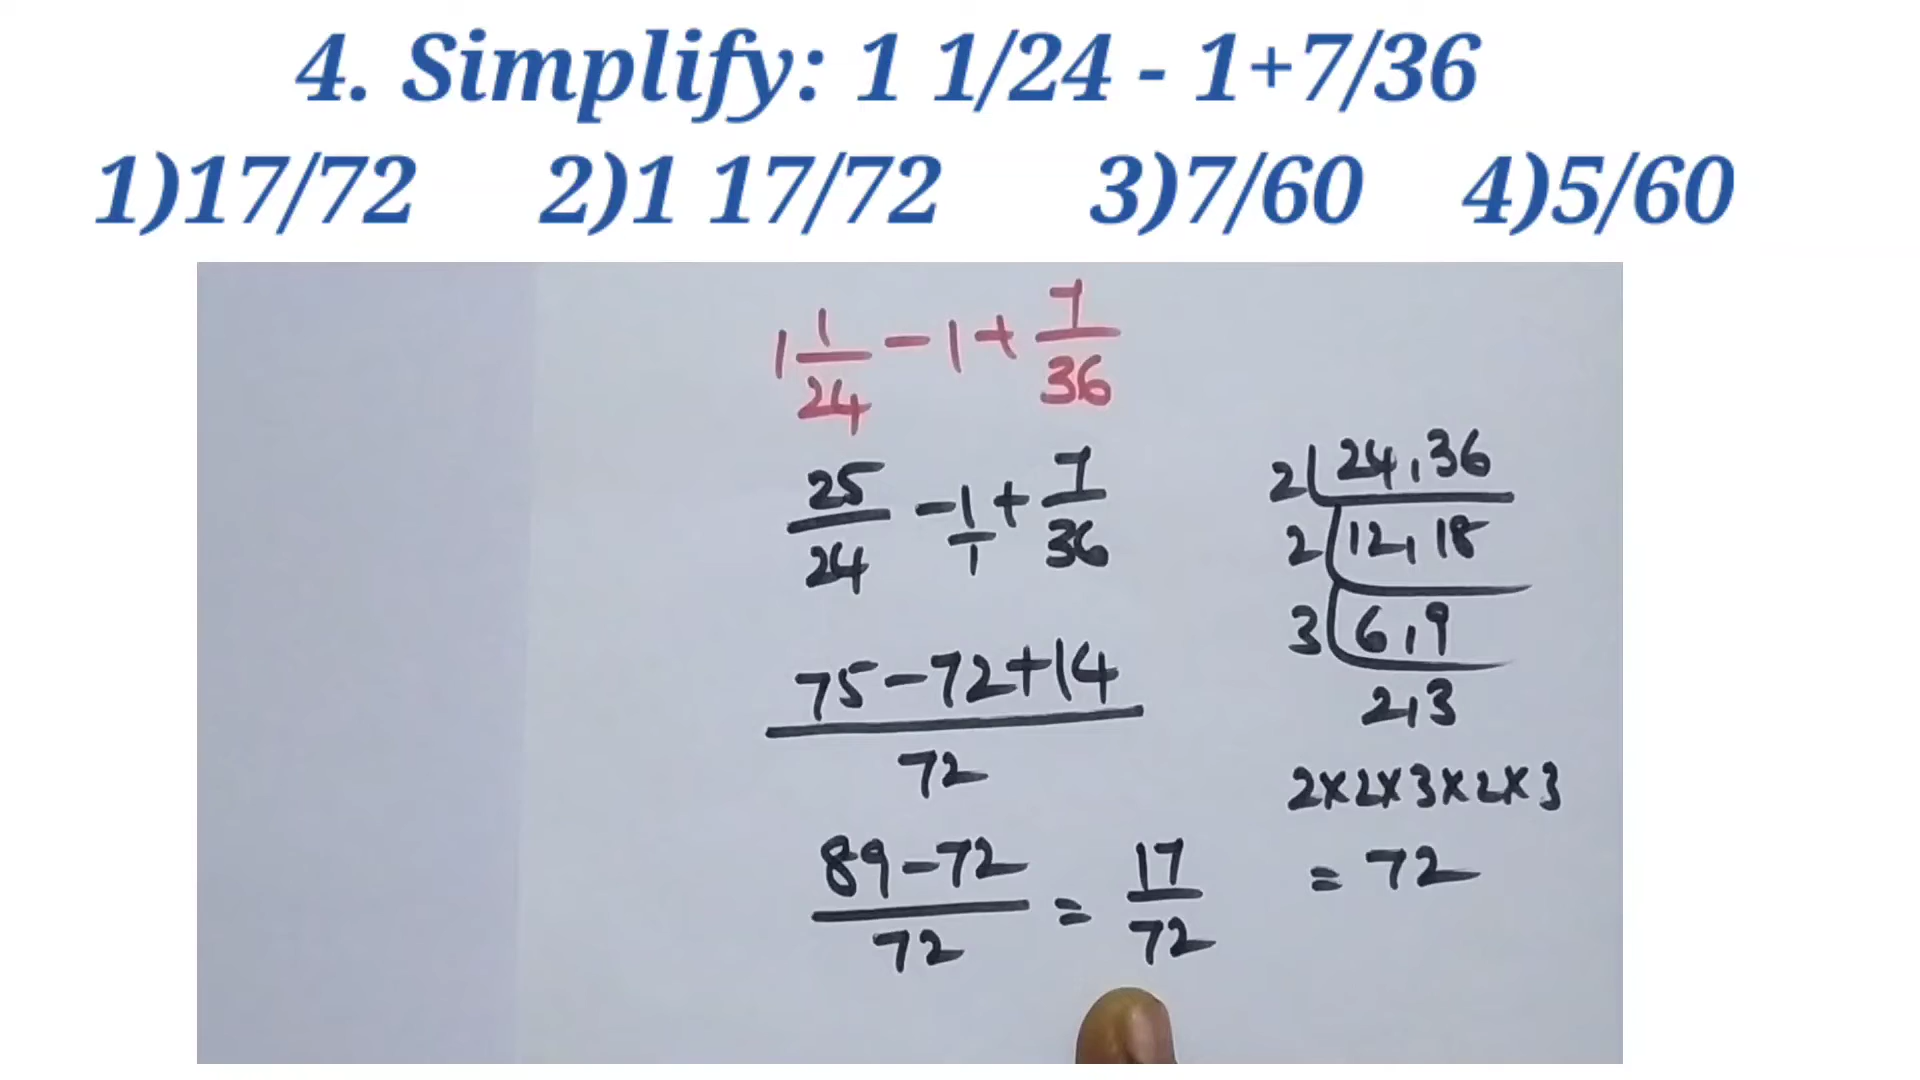 4. Simplify: 1 1/24 - 1+7/36
1)17/72 2)1 17/72 3)7/60 4)5/60
1 1/24 - 1 + 7/36
25/24 - 1/1 + 7/36
75-72+14/72
89-72/72 = 17/72
2 24,36
2 12,18
3 6,9
2,3
2×2×3×2×3
= 72